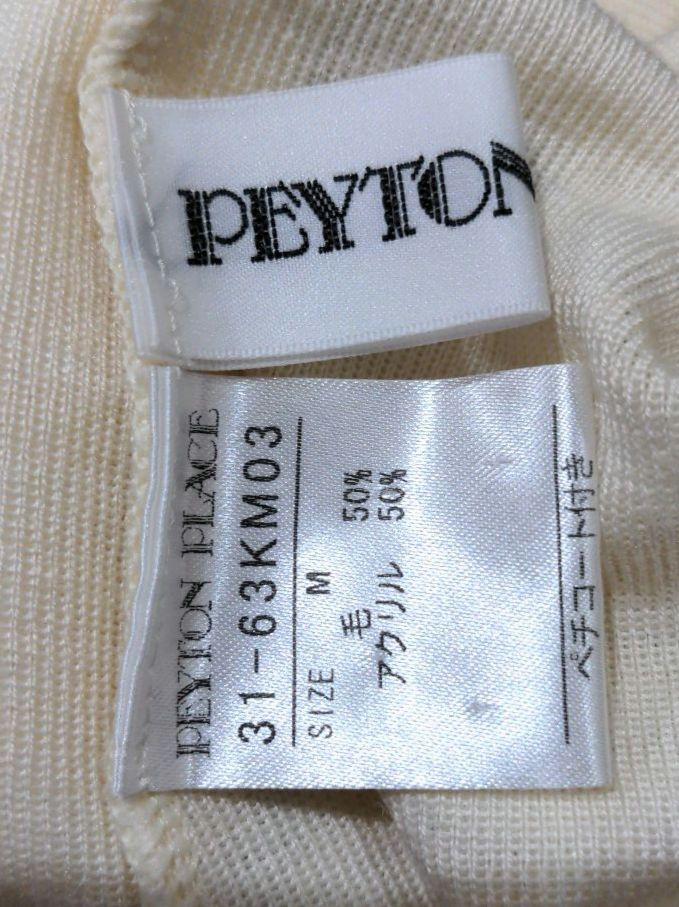 PEYTON
PEYTON PLACE
31-63KM03
SIZE M
毛 50%
アクリル 50%
ペチコート付き